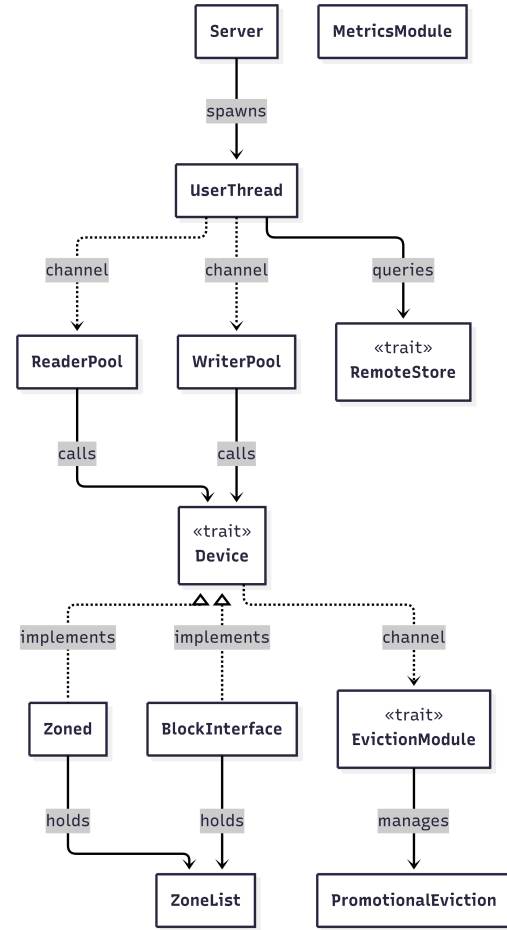 Server
MetricsModule
spawns
UserThread
channel
channel
queries
ReaderPool
WriterPool
«trait»
RemoteStore
calls
calls
«trait»
Device
implements
implements
channel
Zoned
BlockInterface
«trait»
EvictionModule
holds
holds
manages
ZoneList
PromotionalEviction